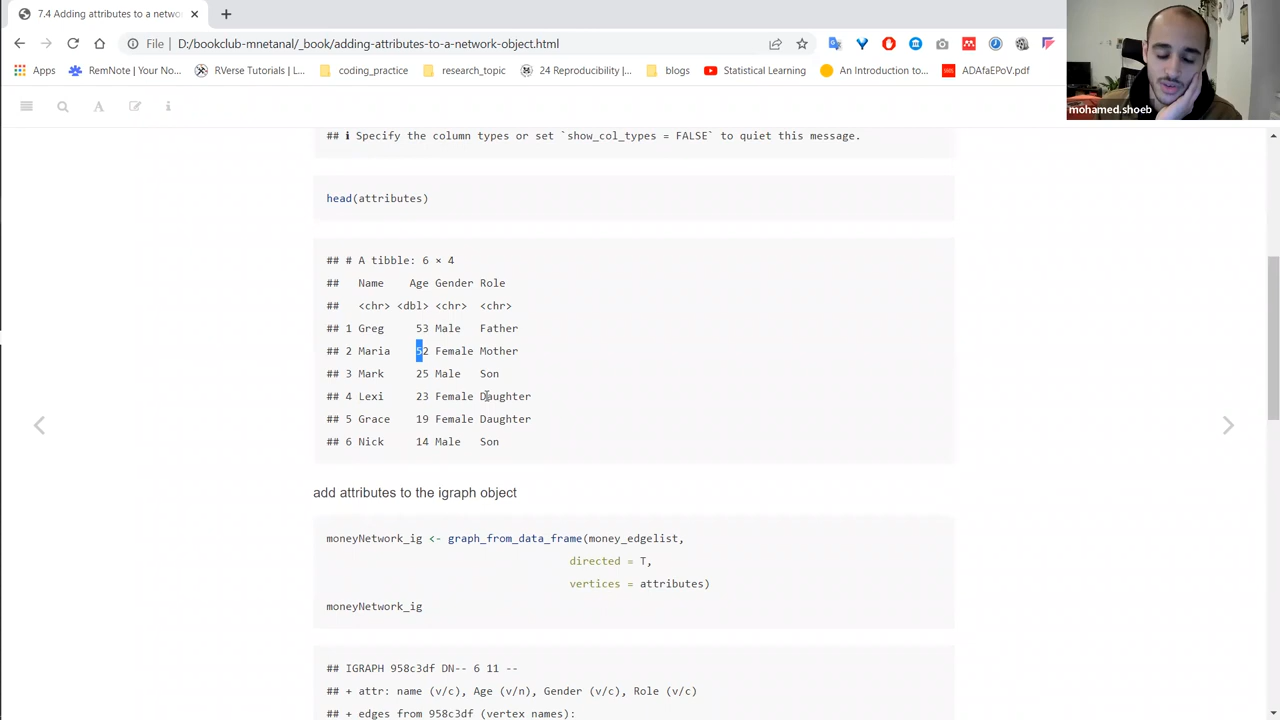 7.4 Adding attributes to a netwo
File D:/bookclub-mnetanal/_book/adding-attributes-to-a-network-object.html
Apps RemNote | Your No... RVerse Tutorials | L... coding_practice research_topic 24 Reproducibility |... blogs Statistical Learning An Introduction to... ADAfaEPoV.pdf
mohamed.shoeb
## ℹ Specify the column types or set `show_col_types = FALSE` to quiet this message.
head(attributes)
## # A tibble: 6 × 4
##   Name    Age Gender Role
##   <chr> <dbl> <chr>  <chr>
## 1 Greg     53 Male   Father
## 2 Maria    52 Female Mother
## 3 Mark     25 Male   Son
## 4 Lexi     23 Female Daughter
## 5 Grace    19 Female Daughter
## 6 Nick     14 Male   Son
add attributes to the igraph object
moneyNetwork_ig <- graph_from_data_frame(money_edgelist,
directed = T,
vertices = attributes)
moneyNetwork_ig
## IGRAPH 958c3df DN-- 6 11 --
## + attr: name (v/c), Age (v/n), Gender (v/c), Role (v/c)
## + edges from 958c3df (vertex names):